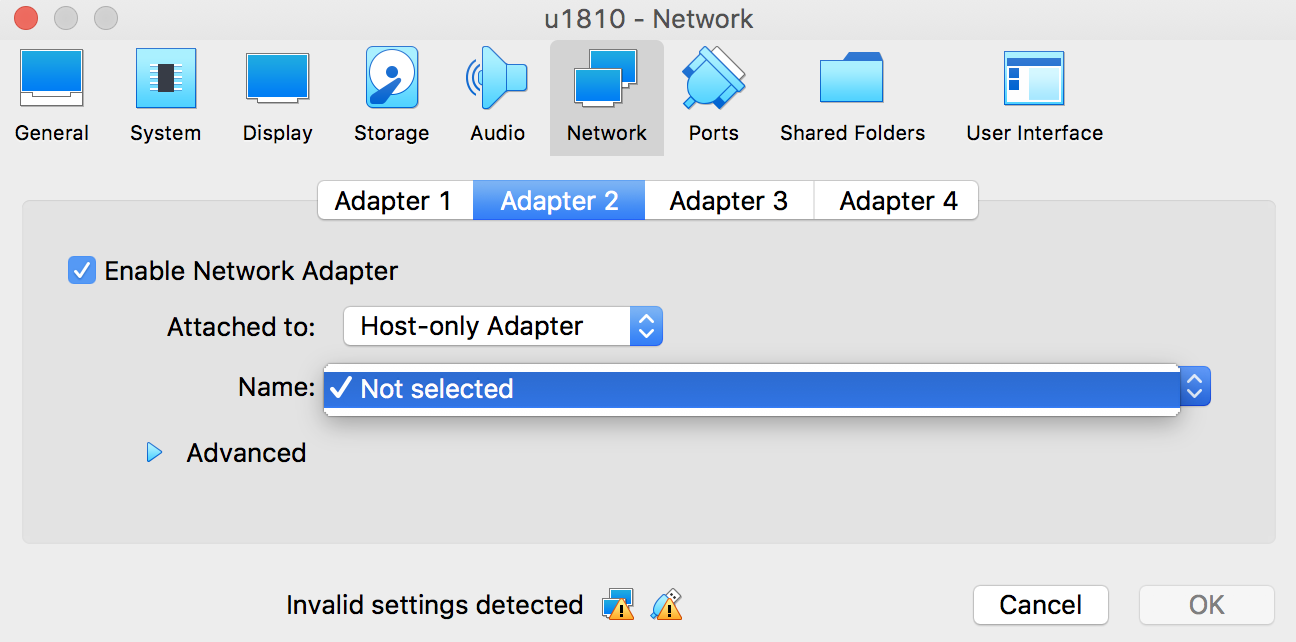 u1810 - Network
General System Display Storage Audio Network Ports Shared Folders User Interface
Adapter 1 Adapter 2 Adapter 3 Adapter 4
Enable Network Adapter
Attached to: Host-only Adapter
Name: Not selected
Advanced
Invalid settings detected Cancel OK